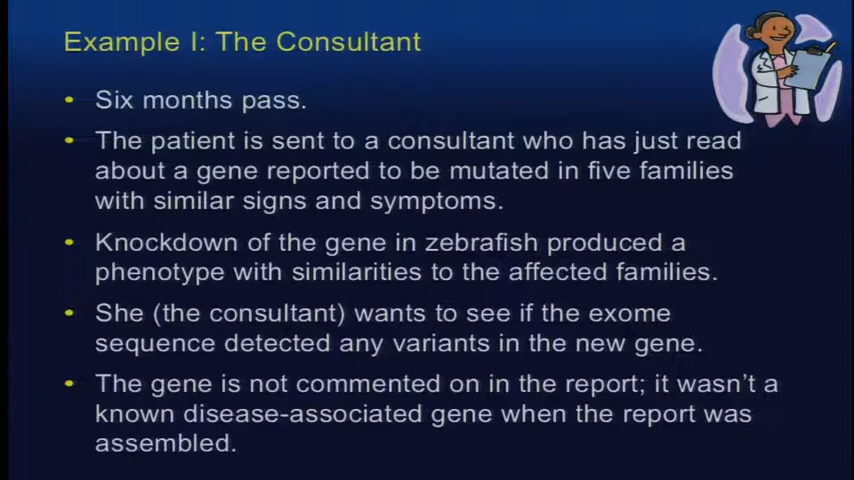 Example I: The Consultant
• Six months pass.
• The patient is sent to a consultant who has just read
about a gene reported to be mutated in five families
with similar signs and symptoms.
• Knockdown of the gene in zebrafish produced a
phenotype with similarities to the affected families.
• She (the consultant) wants to see if the exome
sequence detected any variants in the new gene.
• The gene is not commented on in the report; it wasn't a
known disease-associated gene when the report was
assembled.